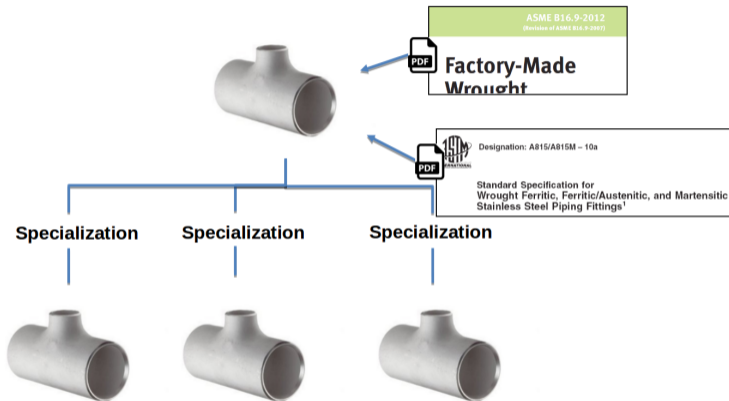 ASME B16.9-2012
(Revision of ASME B16.9-2007)
PDF
Factory-Made
Wrought
Designation: A815/A815M – 10a
PDF
Standard Specification for
Wrought Ferritic, Ferritic/Austenitic, and Martensitic
Stainless Steel Piping Fittings¹
Specialization
Specialization
Specialization